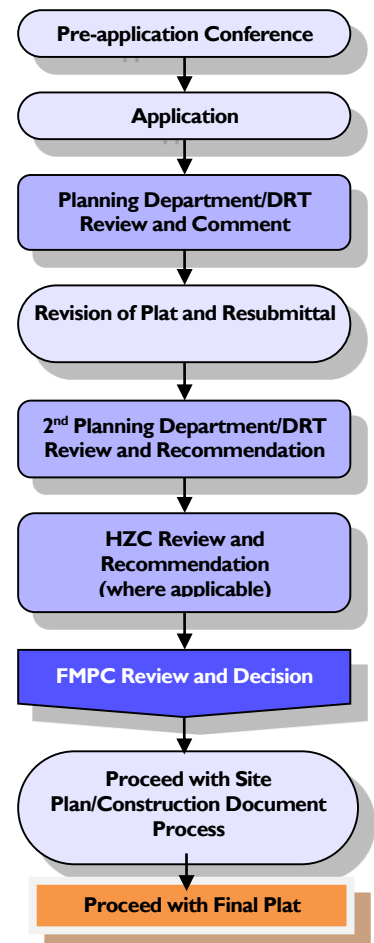 Pre-application Conference
Application
Planning Department/DRT
Review and Comment
Revision of Plat and Resubmittal
2nd Planning Department/DRT
Review and Recommendation
HZC Review and
Recommendation
(where applicable)
FMPC Review and Decision
Proceed with Site
Plan/Construction Document
Process
Proceed with Final Plat